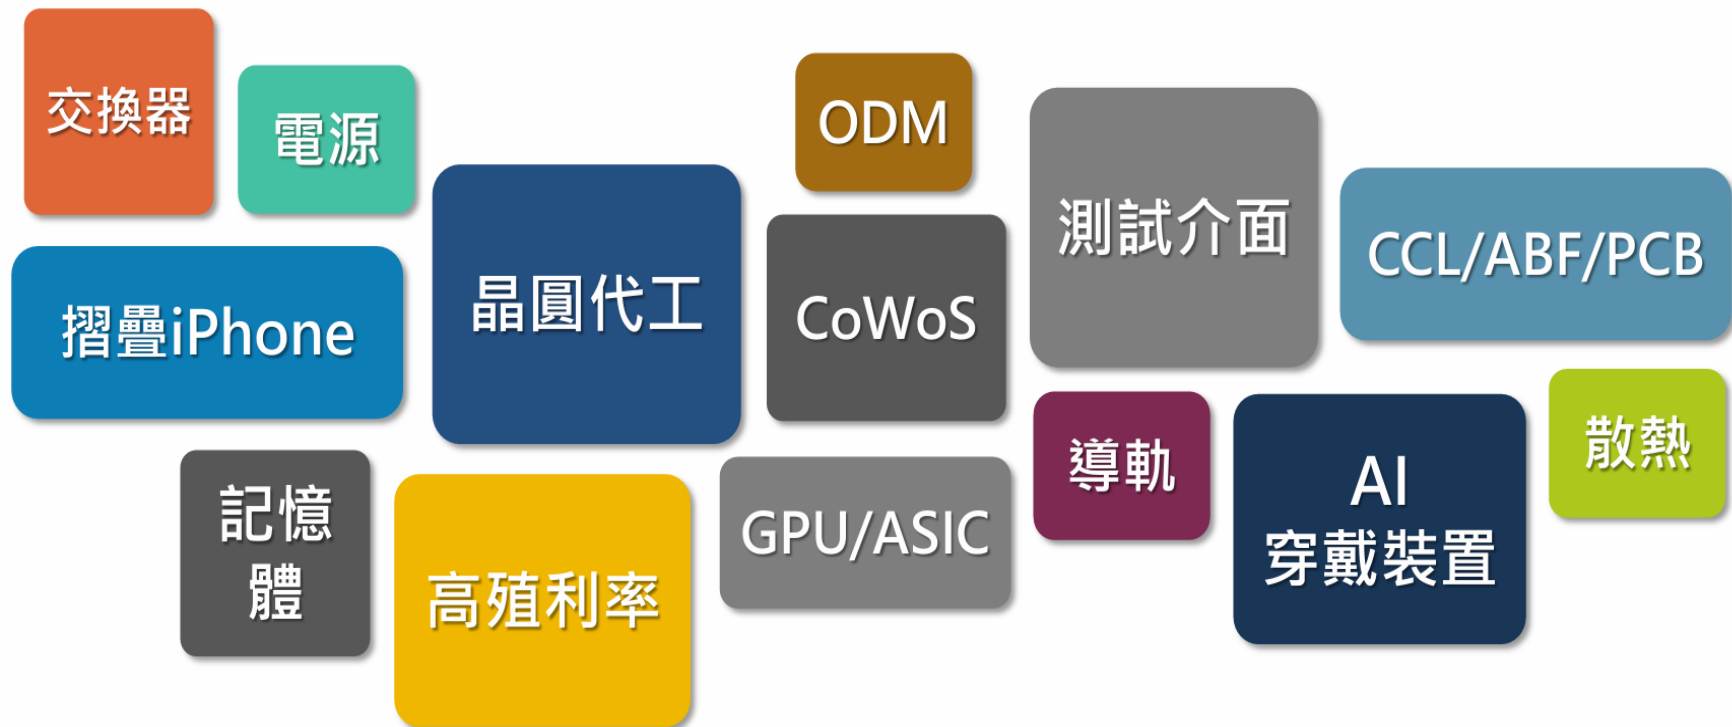 交換器
電源
ODM
測試介面
CCL/ABF/PCB
摺疊iPhone
晶圓代工
CoWoS
導軌
AI
穿戴裝置
散熱
記憶
體
高殖利率
GPU/ASIC